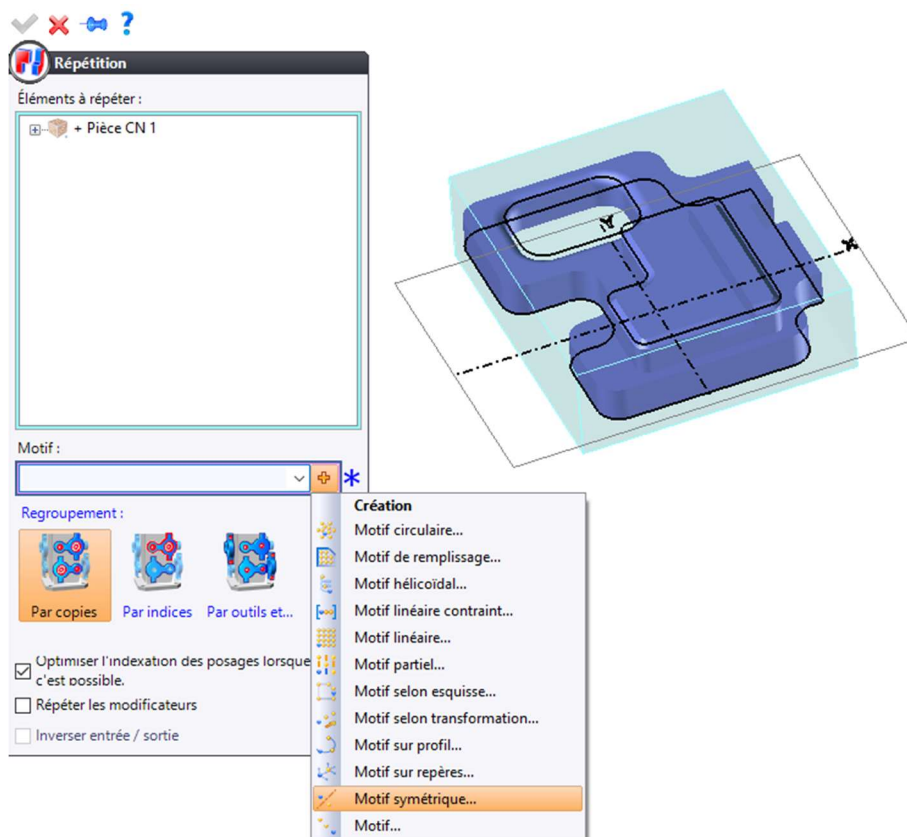 ?
Répétition
Éléments à répéter :
+ Pièce CN 1
Motif :
*
Regroupement :
Par copies Par indices Par outils et...
Optimiser l'indexation des posages lorsque
c'est possible.
Répéter les modificateurs
Inverser entrée / sortie
Création
Motif circulaire...
Motif de remplissage...
Motif hélicoïdal...
Motif linéaire contraint...
Motif linéaire...
Motif partiel...
Motif selon esquisse...
Motif selon transformation...
Motif sur profil...
Motif sur repères...
Motif symétrique...
Motif...
Y
X